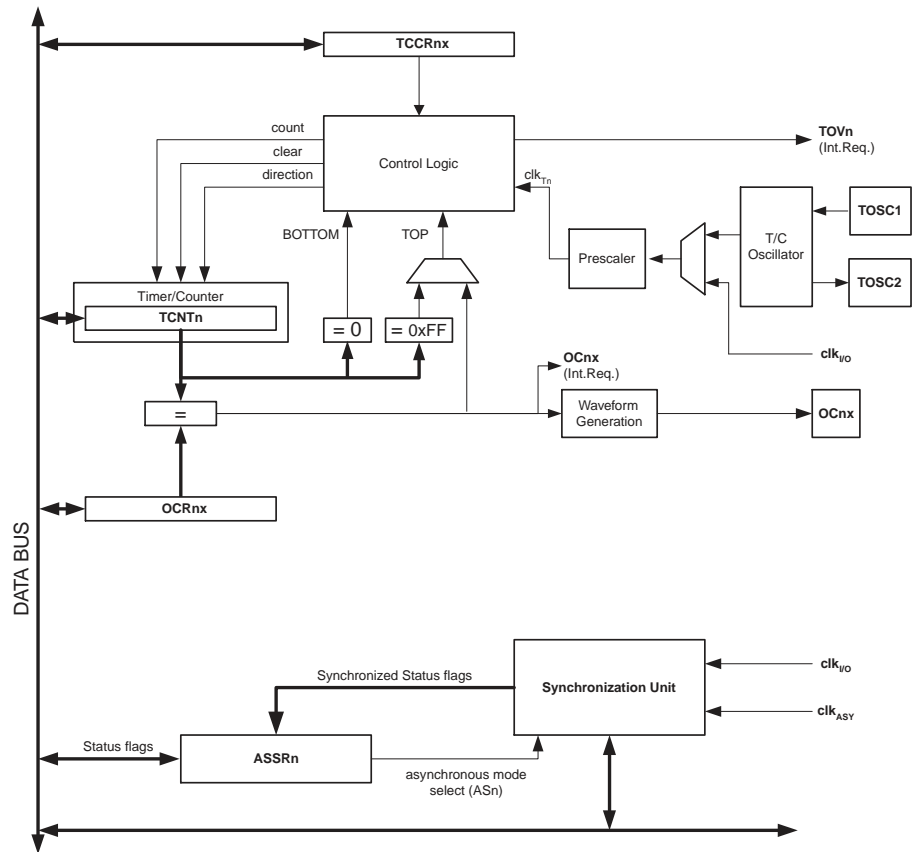 TCCRnx
count
clear
direction
Control Logic
TOVn
(Int.Req.)
clkTn
BOTTOM
TOP
TOSC1
T/C
Oscillator
Prescaler
TOSC2
Timer/Counter
TCNTn
= 0
= 0xFF
clkI/O
OCnx
(Int.Req.)
=
Waveform
Generation
OCnx
OCRnx
DATA BUS
Synchronized Status flags
Synchronization Unit
clkI/O
clkASY
Status flags
ASSRn
asynchronous mode
select (ASn)